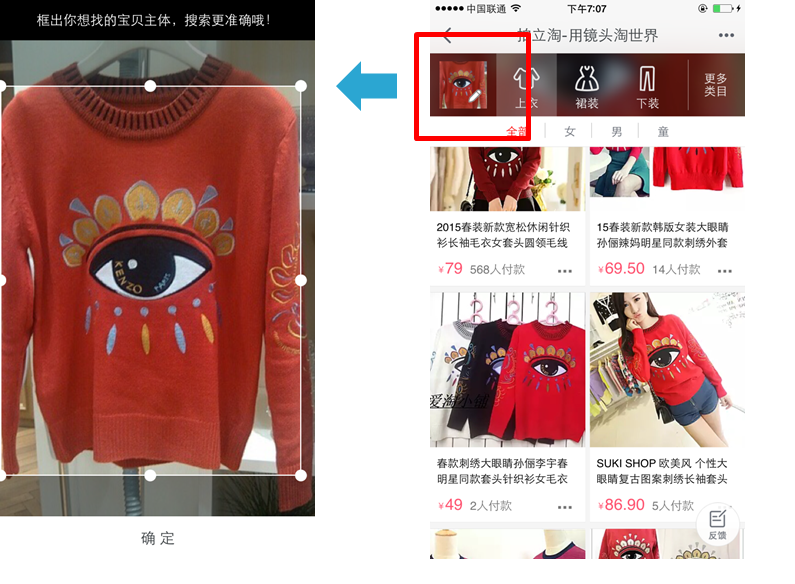 框出你想找的宝贝主体，搜索更准确哦！
KENZO
PARIS
确 定
中国联通
下午7:07
拍立淘-用镜头淘世界
上衣
裙装
下装
更多
类目
全部
女
男
童
2015春装新款宽松休闲针织
衫长袖毛衣女套头圆领毛线
¥79 568人付款
15春装新款韩版女装大眼睛
孙俪辣妈明星同款刺绣外套
¥69.50 14人付款
爱淘小铺
春款刺绣大眼睛孙俪李宇春
明星同款套头针织衫女毛衣
¥49 2人付款
SUKI SHOP 欧美风 个性大
眼睛复古图案刺绣长袖套头
¥86.90 5人付款
反馈